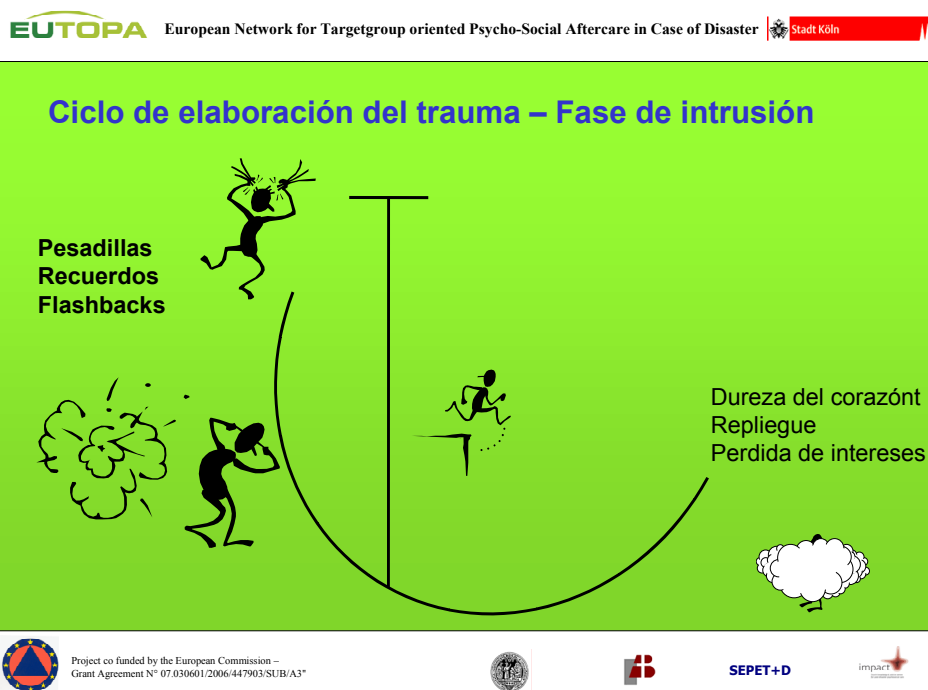 EUTOPA
European Network for Targetgroup oriented Psycho-Social Aftercare in Case of Disaster
Stadt Köln
Ciclo de elaboración del trauma – Fase de intrusión
Pesadillas
Recuerdos
Flashbacks
Dureza del corazónt
Repliegue
Perdida de intereses
Project co funded by the European Commission –
Grant Agreement N° 07.030601/2006/447903/SUB/A3"
SEPET+D
impact